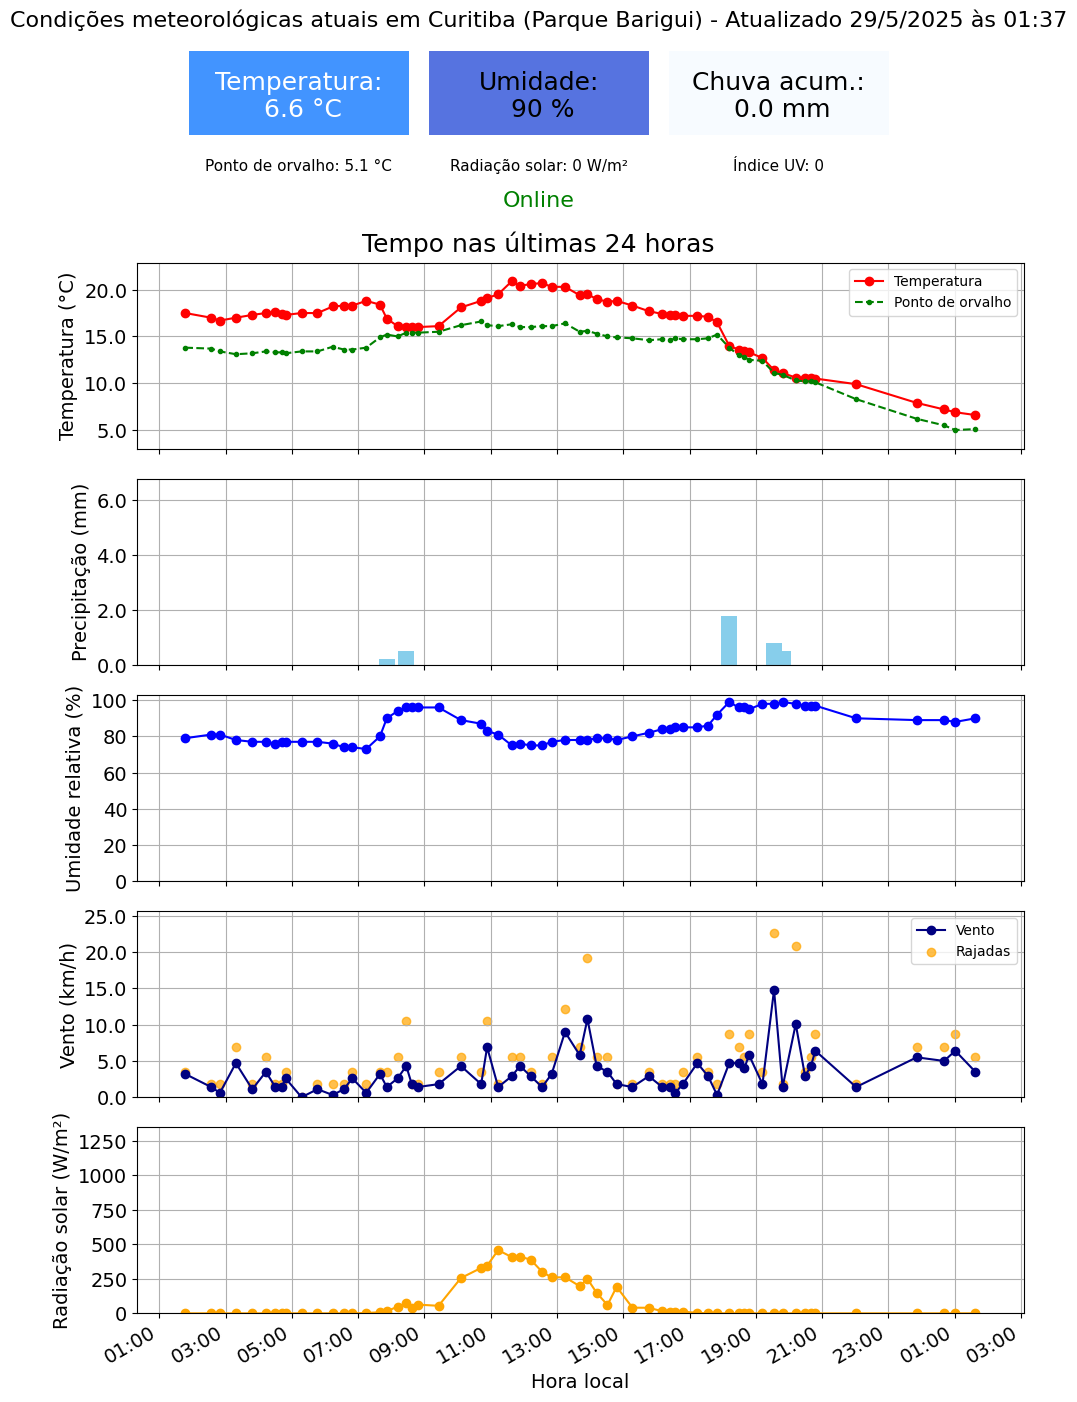 Condições meteorológicas atuais em Curitiba (Parque Barigui) - Atualizado 29/5/2025 às 01:37
Temperatura:
6.6 °C
Umidade:
90 %
Chuva acum.:
0.0 mm
Ponto de orvalho: 5.1 °C
Radiação solar: 0 W/m²
Índice UV: 0
Online
Tempo nas últimas 24 horas
Temperatura (°C)
20.0
15.0
10.0
5.0
Temperatura
Ponto de orvalho
Precipitação (mm)
6.0
4.0
2.0
0.0
Umidade relativa (%)
100
80
60
40
20
0
Vento (km/h)
25.0
20.0
15.0
10.0
5.0
0.0
Vento
Rajadas
Radiação solar (W/m²)
1250
1000
750
500
250
0
01:00
03:00
05:00
07:00
09:00
11:00
13:00
15:00
17:00
19:00
21:00
23:00
01:00
03:00
Hora local